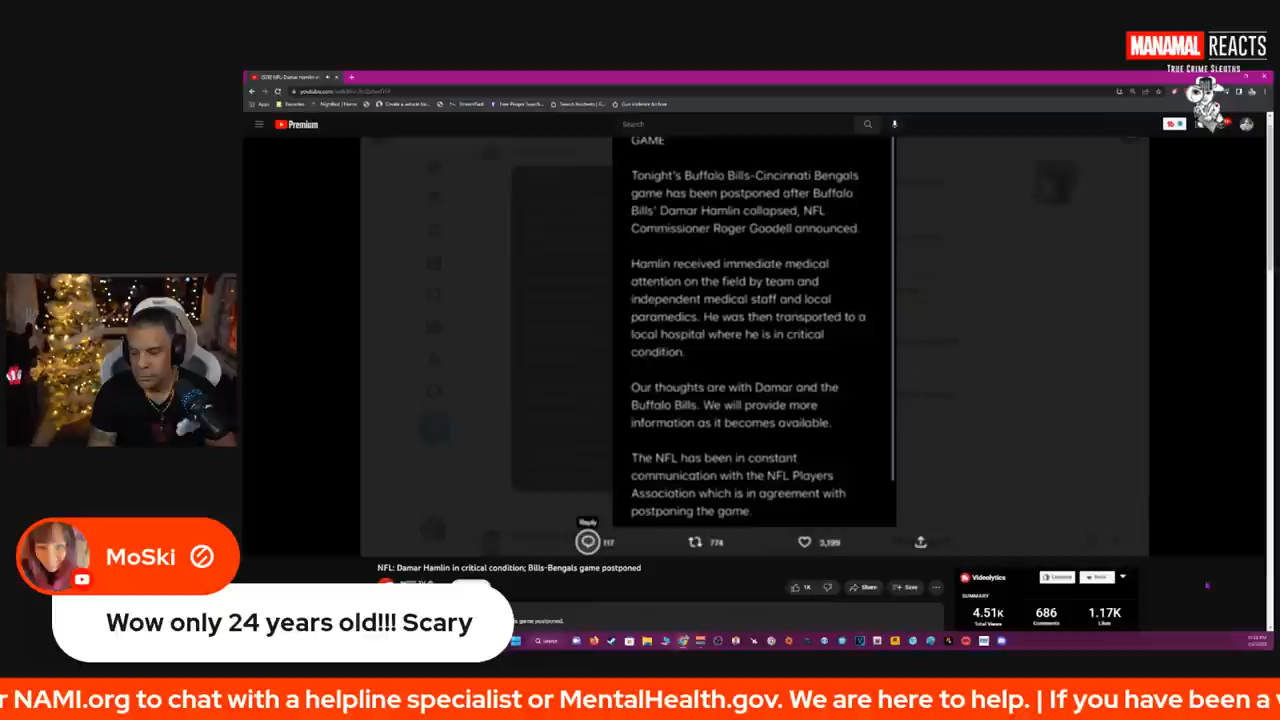 MANAMAL REACTS
TRUE CRIME SLEUTHS
Premium
Search
GAME
Tonight's Buffalo Bills-Cincinnati Bengals
game has been postponed after Buffalo
Bills' Damar Hamlin collapsed, NFL
Commissioner Roger Goodell announced.
Hamlin received immediate medical
attention on the field by team and
independent medical staff and local
paramedics. He was then transported to a
local hospital where he is in critical
condition.
Our thoughts are with Damar and the
Buffalo Bills. We will provide more
information as it becomes available.
The NFL has been in constant
communication with the NFL Players
Association which is in agreement with
postponing the game.
Reply
117 774 3,199
NFL: Damar Hamlin in critical condition; Bills-Bengals game postponed
1K Share Save
Videolytics
SUMMARY
4.51K 686 1.17K
Total Views Comments Likes
MoSki
Wow only 24 years old!!! Scary
r NAMI.org to chat with a helpline specialist or MentalHealth.gov. We are here to help. | If you have been a